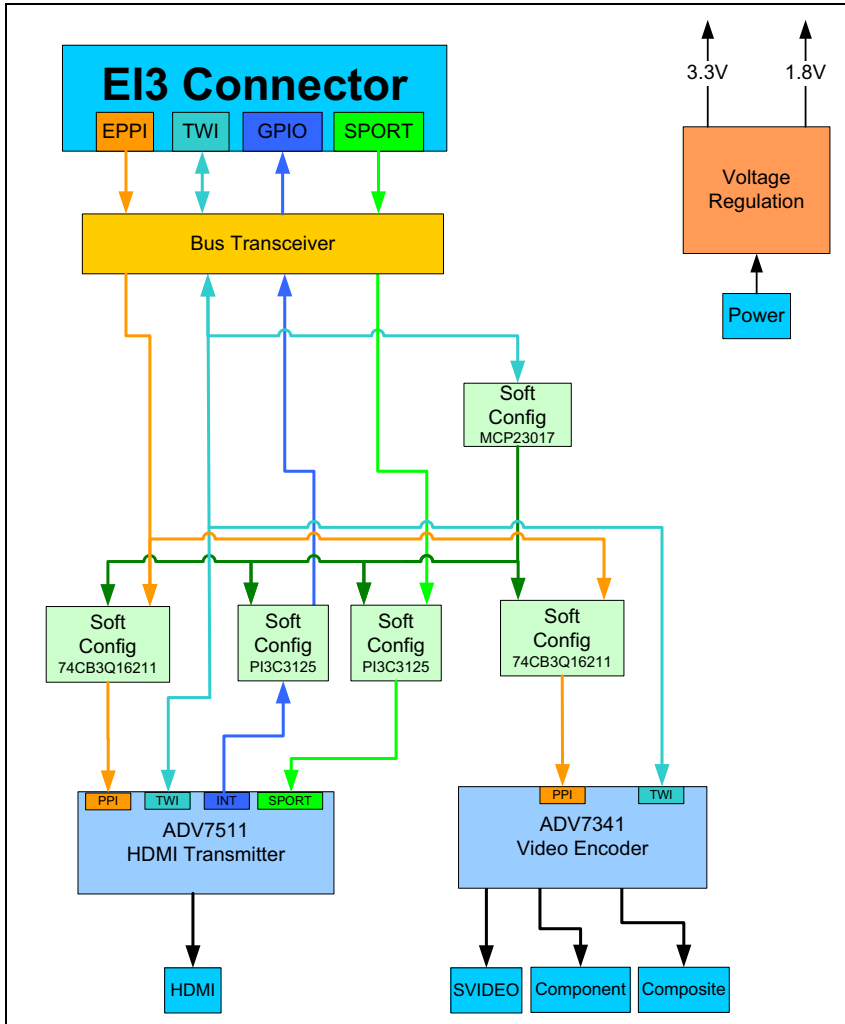 EI3 Connector
EPPI
TWI
GPIO
SPORT
Bus Transceiver
3.3V
1.8V
Voltage
Regulation
Power
Soft
Config
MCP23017
Soft
Config
74CB3Q16211
Soft
Config
PI3C3125
Soft
Config
PI3C3125
Soft
Config
74CB3Q16211
PPI
TWI
INT
SPORT
ADV7511
HDMI Transmitter
PPI
TWI
ADV7341
Video Encoder
HDMI
SVIDEO
Component
Composite